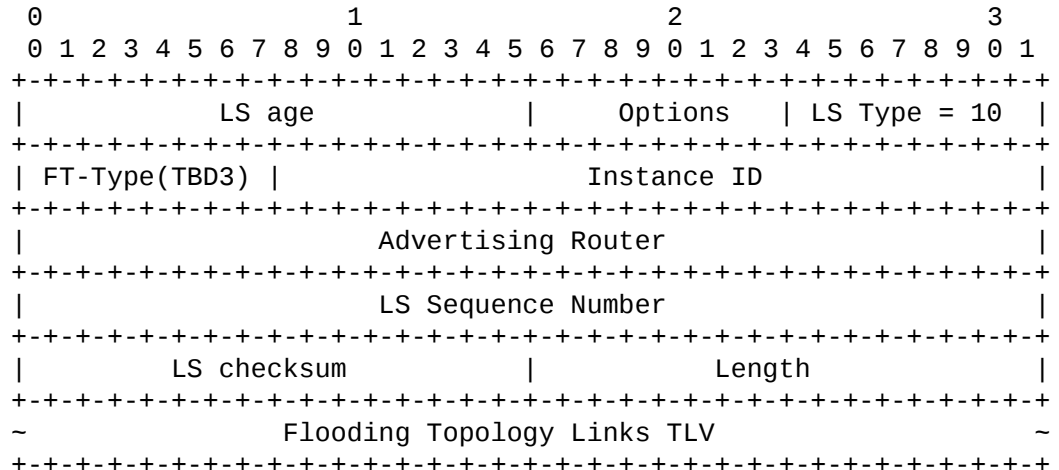 0                   1                   2                   3
 0 1 2 3 4 5 6 7 8 9 0 1 2 3 4 5 6 7 8 9 0 1 2 3 4 5 6 7 8 9 0 1
+-+-+-+-+-+-+-+-+-+-+-+-+-+-+-+-+-+-+-+-+-+-+-+-+-+-+-+-+-+-+-+-+
|            LS age             |     Options   | LS Type = 10  |
+-+-+-+-+-+-+-+-+-+-+-+-+-+-+-+-+-+-+-+-+-+-+-+-+-+-+-+-+-+-+-+-+
| FT-Type(TBD3) |                   Instance ID                 |
+-+-+-+-+-+-+-+-+-+-+-+-+-+-+-+-+-+-+-+-+-+-+-+-+-+-+-+-+-+-+-+-+
|                      Advertising Router                       |
+-+-+-+-+-+-+-+-+-+-+-+-+-+-+-+-+-+-+-+-+-+-+-+-+-+-+-+-+-+-+-+-+
|                      LS Sequence Number                       |
+-+-+-+-+-+-+-+-+-+-+-+-+-+-+-+-+-+-+-+-+-+-+-+-+-+-+-+-+-+-+-+-+
|         LS checksum           |           Length              |
+-+-+-+-+-+-+-+-+-+-+-+-+-+-+-+-+-+-+-+-+-+-+-+-+-+-+-+-+-+-+-+-+
~                Flooding Topology Links TLV                    ~
+-+-+-+-+-+-+-+-+-+-+-+-+-+-+-+-+-+-+-+-+-+-+-+-+-+-+-+-+-+-+-+-+